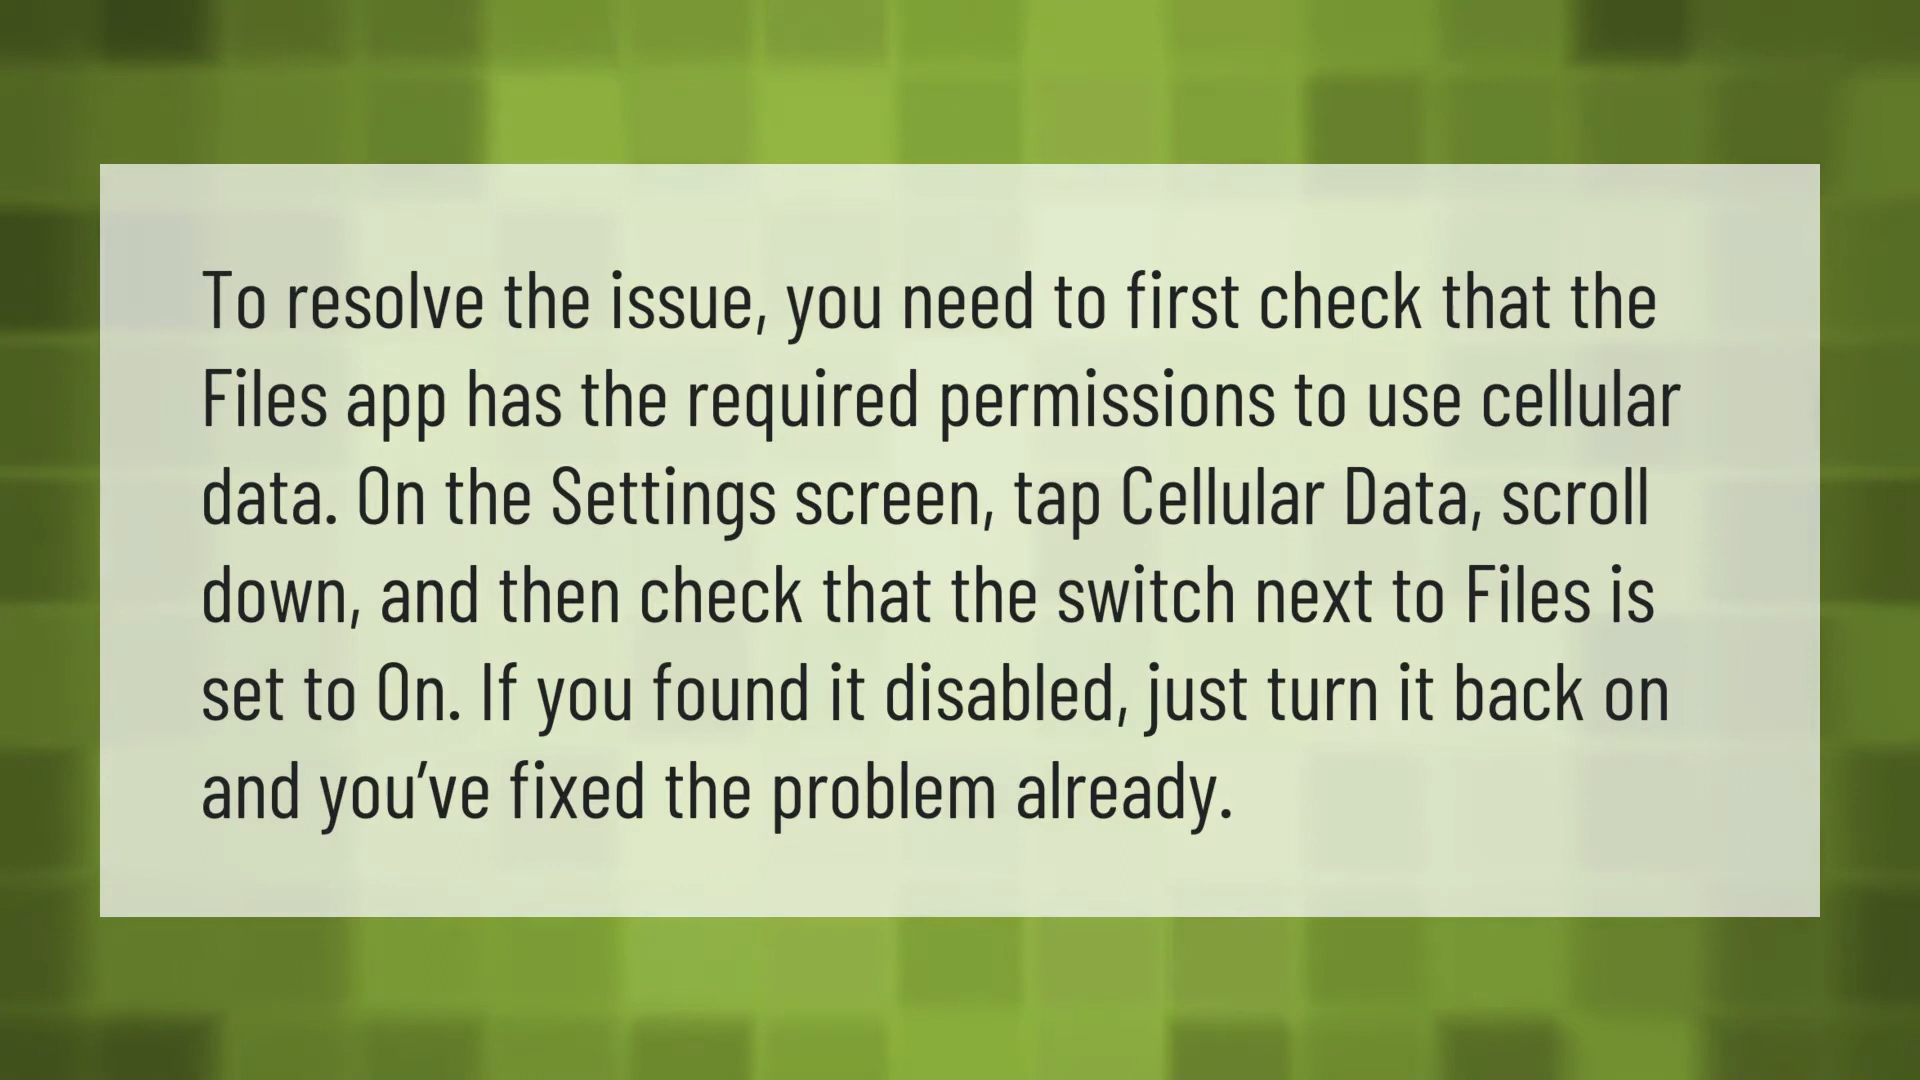 To resolve the issue, you need to first check that the
Files app has the required permissions to use cellular
data. On the Settings screen, tap Cellular Data, scroll
down, and then check that the switch next to Files is
set to On. If you found it disabled, just turn it back on
and you’ve fixed the problem already.